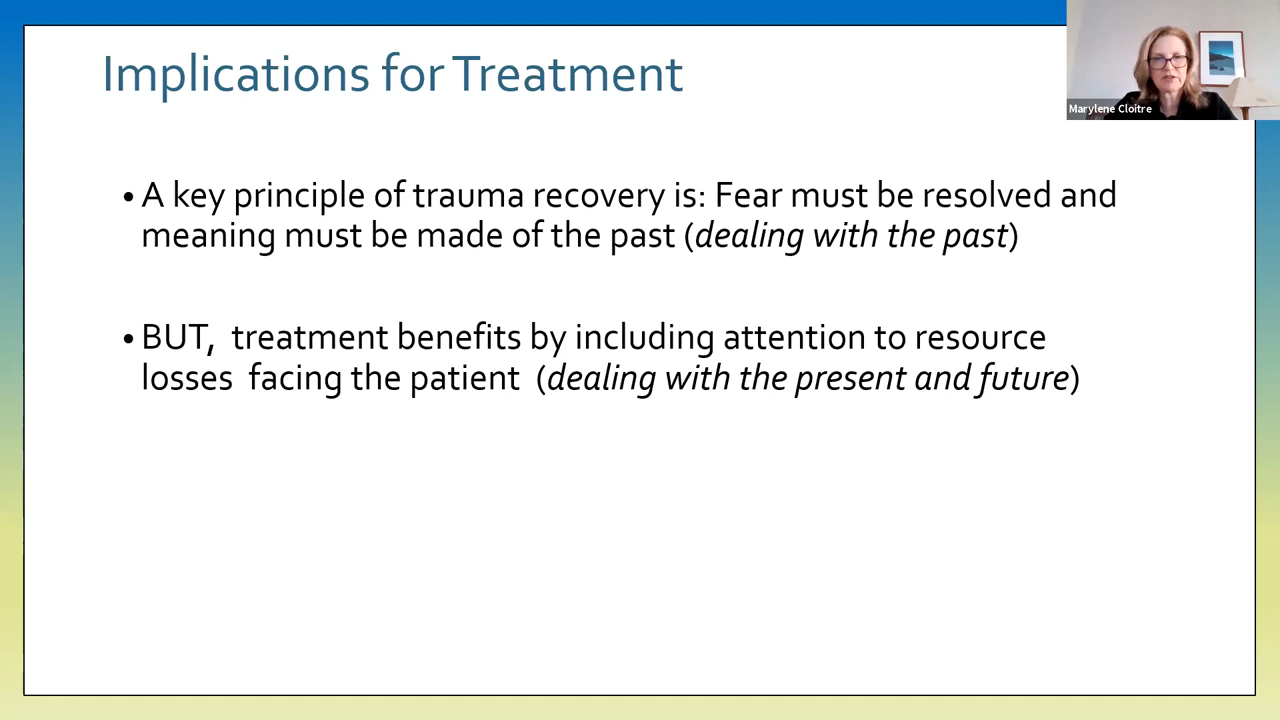 Implications for Treatment
Marylene Cloitre
• A key principle of trauma recovery is: Fear must be resolved and
meaning must be made of the past (dealing with the past)
• BUT, treatment benefits by including attention to resource
losses facing the patient (dealing with the present and future)